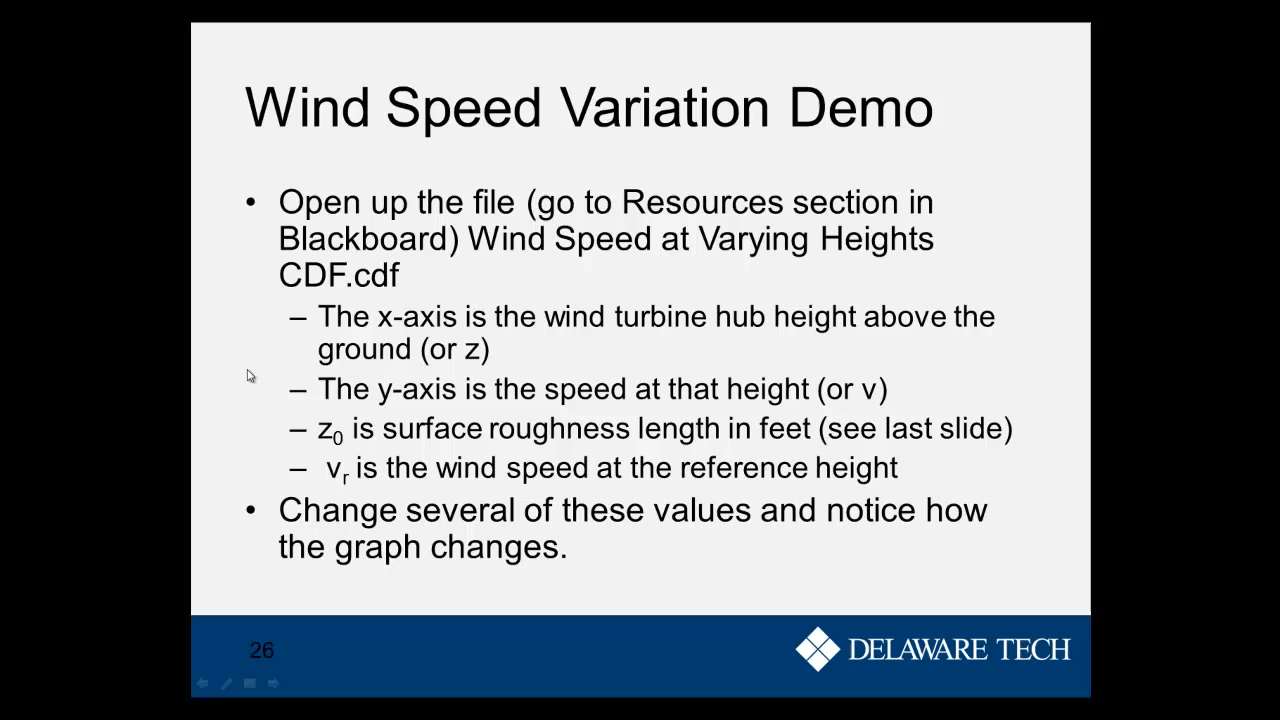 Wind Speed Variation Demo
• Open up the file (go to Resources section in
Blackboard) Wind Speed at Varying Heights
CDF.cdf
– The x-axis is the wind turbine hub height above the
ground (or z)
– The y-axis is the speed at that height (or v)
– z₀ is surface roughness length in feet (see last slide)
– vᵣ is the wind speed at the reference height
• Change several of these values and notice how
the graph changes.
26
DELAWARE TECH